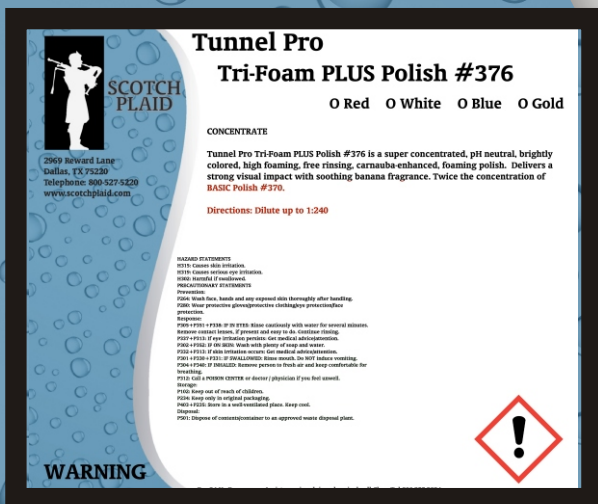 Tunnel Pro
Tri-Foam PLUS Polish #376
O Red O White O Blue O Gold
SCOTCH
PLAID
2969 Reward Lane
Dallas, TX 75220
Telephone: 800-527-5220
www.scotchplaid.com
CONCENTRATE
Tunnel Pro Tri-Foam PLUS Polish #376 is a super concentrated, pH neutral, brightly
colored, high foaming, free rinsing, carnauba-enhanced, foaming polish. Delivers a
strong visual impact with soothing banana fragrance. Twice the concentration of
BASIC Polish #370.
Directions: Dilute up to 1:240
HAZARD STATEMENTS
H315: Causes skin irritation.
H319: Causes serious eye irritation.
H302: Harmful if swallowed.
PRECAUTIONARY STATEMENTS
Prevention:
P264: Wash face, hands and any exposed skin thoroughly after handling.
P280: Wear protective gloves/protective clothing/eye protection/face
protection.
Response:
P305+P351+P338: IF IN EYES: Rinse cautiously with water for several minutes.
Remove contact lenses, if present and easy to do. Continue rinsing.
P337+P313: If eye irritation persists: Get medical advice/attention.
P302+P352: IF ON SKIN: Wash with plenty of soap and water.
P332+P313: If skin irritation occurs: Get medical advice/attention.
P301+P330+P331: IF SWALLOWED: Rinse mouth. Do NOT induce vomiting.
P304+P340: IF INHALED: Remove person to fresh air and keep comfortable for
breathing.
P312: Call a POISON CENTER or doctor / physician if you feel unwell.
Storage:
P102: Keep out of reach of children.
P234: Keep only in original packaging.
P403+P235: Store in a well-ventilated place. Keep cool.
Disposal:
P501: Dispose of contents/container to an approved waste disposal plant.
WARNING